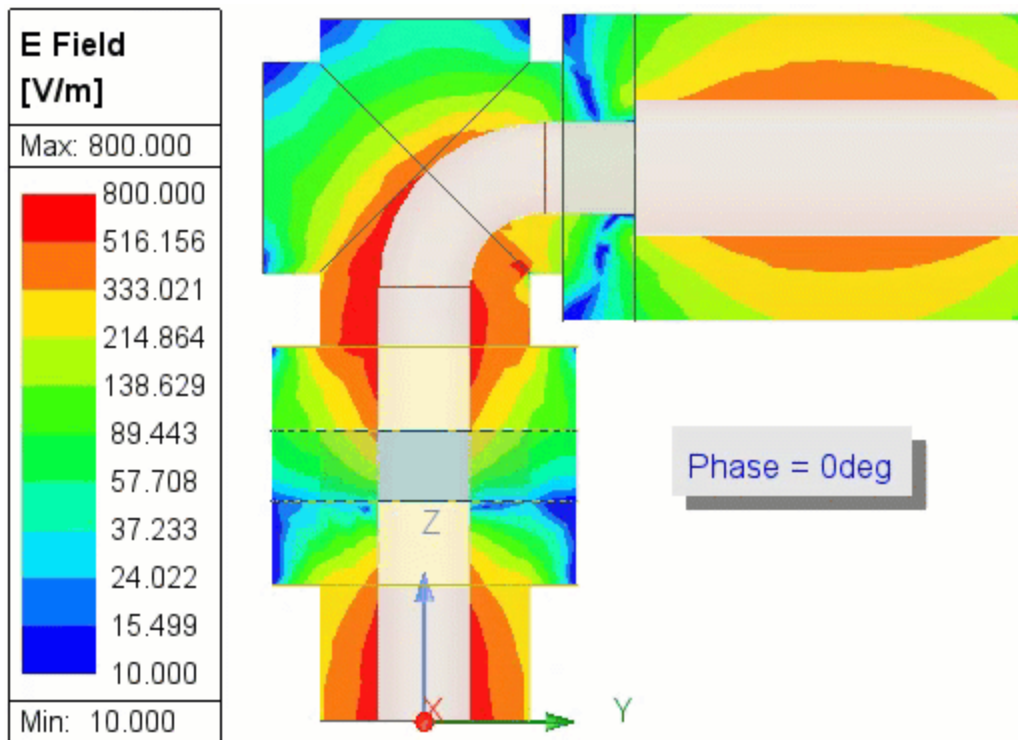 E Field
[V/m]
Max: 800.000
800.000
516.156
333.021
214.864
138.629
89.443
57.708
37.233
24.022
15.499
10.000
Min: 10.000
Phase = 0deg
Z
X
Y